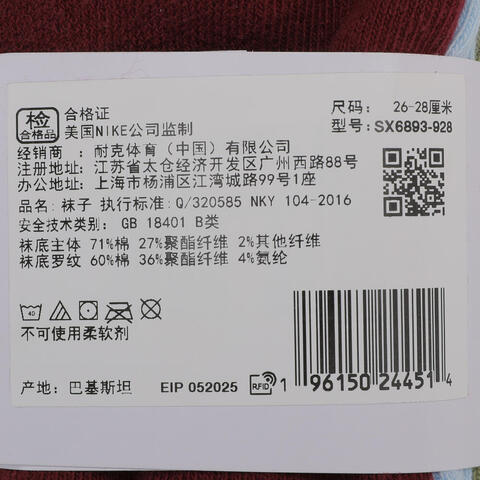 检
合格品
合格证
美国NIKE公司监制
尺码: 26-28厘米
型号: SX6893-928
经销商: 耐克体育（中国）有限公司
注册地址: 江苏省太仓经济开发区广州西路88号
办公地址: 上海市杨浦区江湾城路99号1座
品名: 袜子 执行标准: Q/320585 NKY 104-2016
安全技术类别: GB 18401 B类
袜底主体 71%棉 27%聚酯纤维 2%其他纤维
袜底罗纹 60%棉 36%聚酯纤维 4%氨纶
40
不可使用柔软剂
产地: 巴基斯坦 EIP 052025 RFID 1 96150 24451 4